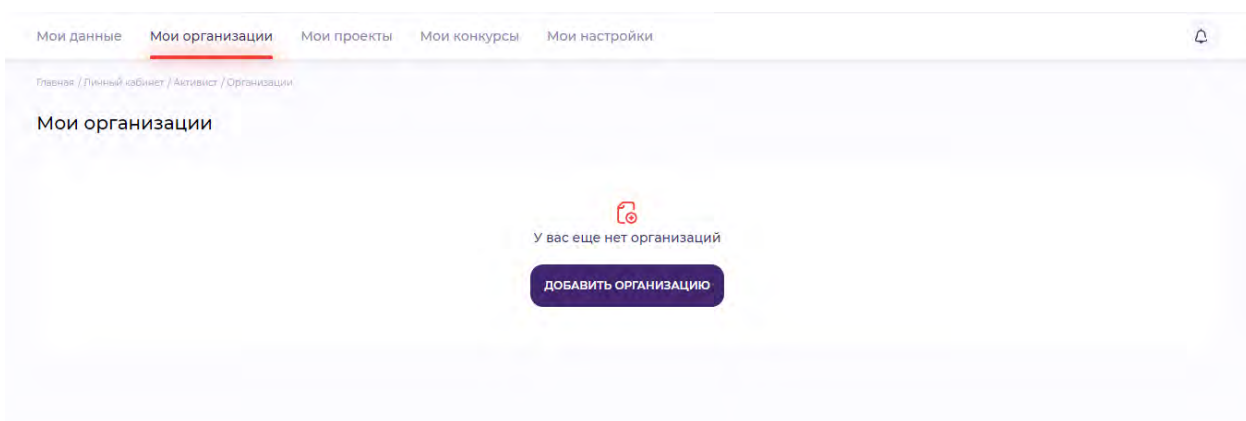 Мои данные Мои организации Мои проекты Мои конкурсы Мои настройки
Главная / Личный кабинет / Активист / Организации
Мои организации
У вас еще нет организаций
ДОБАВИТЬ ОРГАНИЗАЦИЮ